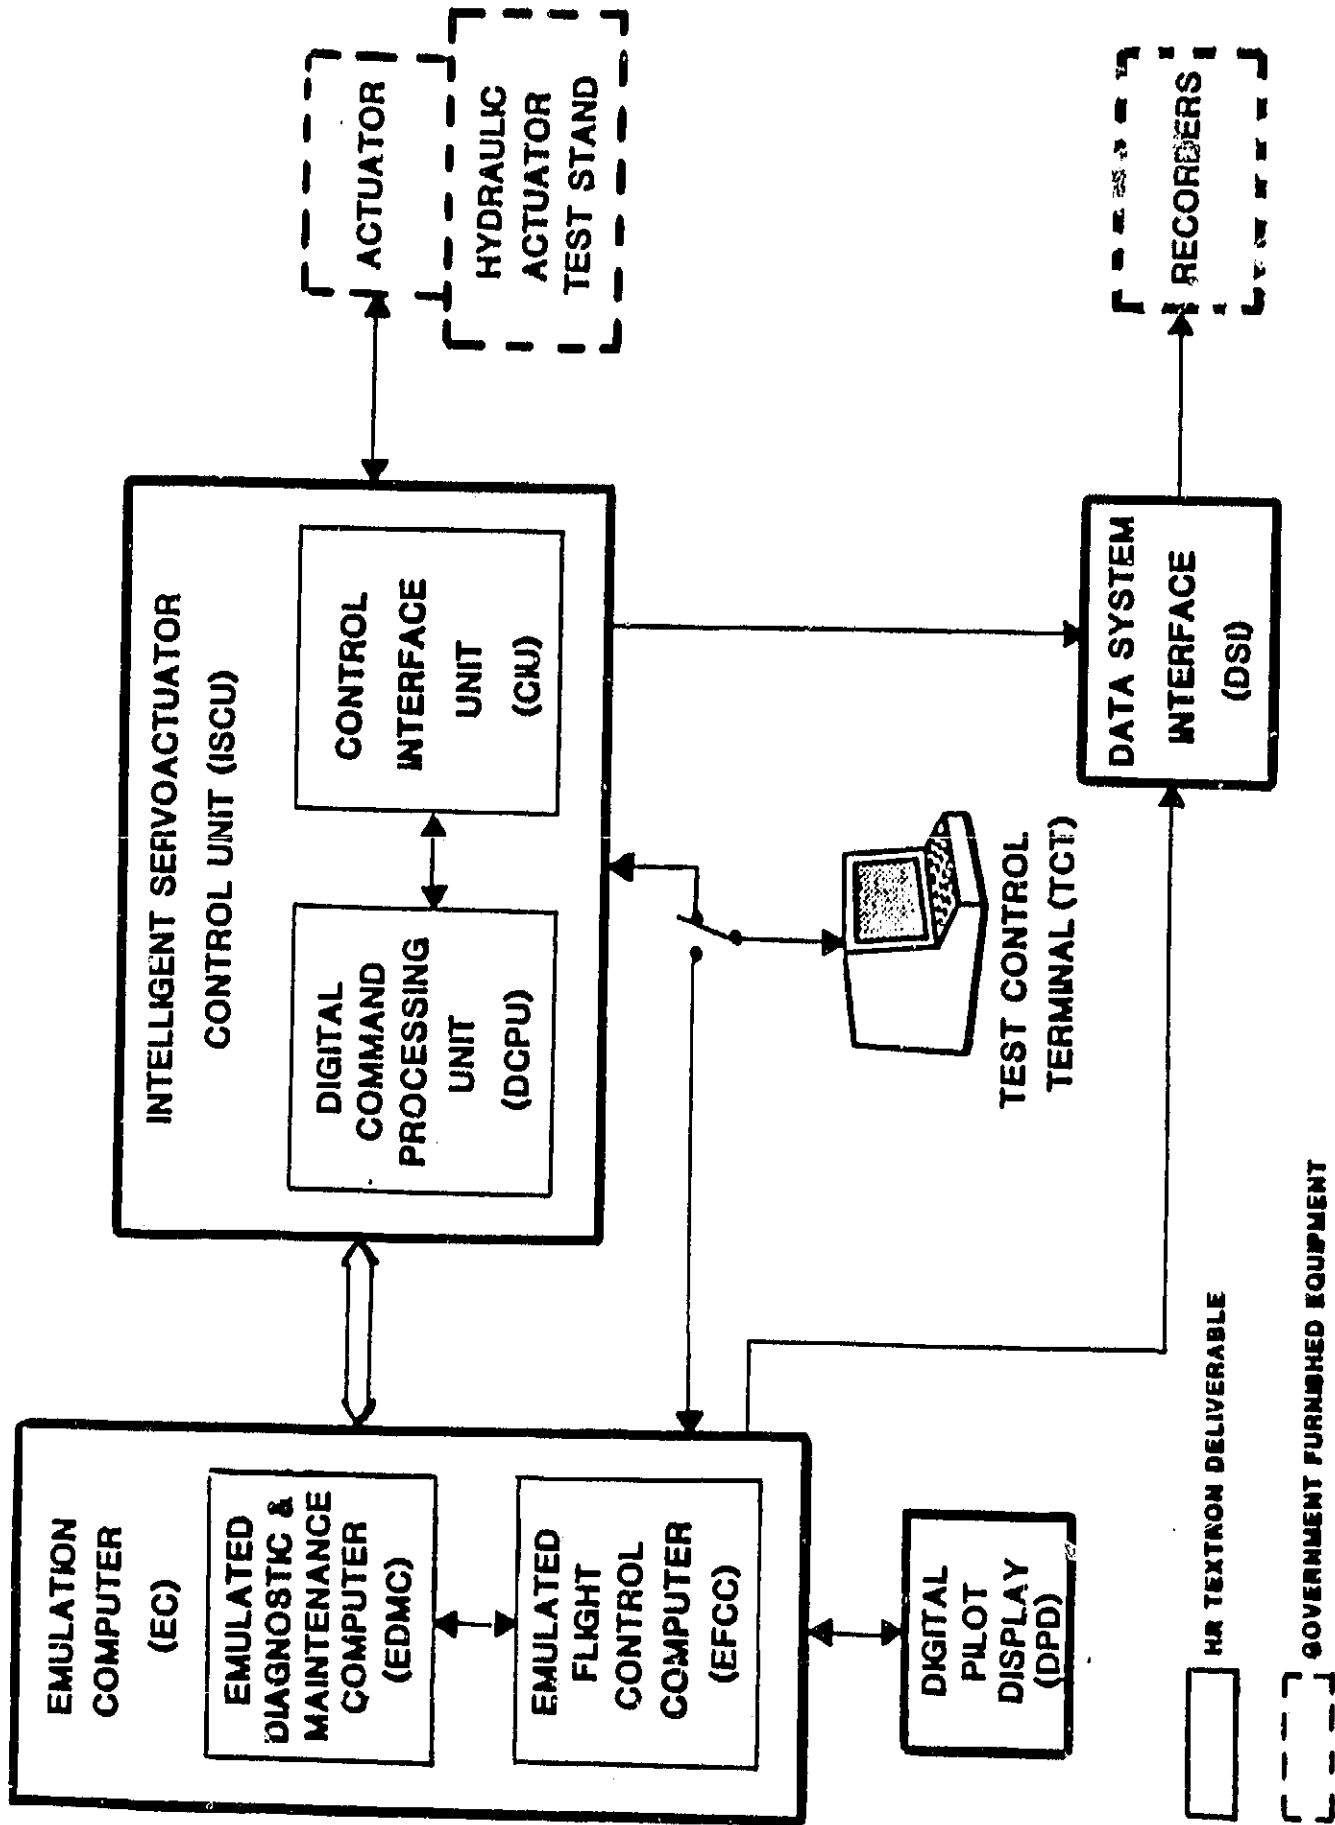 EMULATION
COMPUTER
(EC)
EMULATED
DIAGNOSTIC &
MAINTENANCE
COMPUTER
(EDMC)
EMULATED
FLIGHT
CONTROL
COMPUTER
(EFCC)
DIGITAL
PILOT
DISPLAY
(DPD)
INTELLIGENT SERVOACTUATOR
CONTROL UNIT (ISCU)
DIGITAL
COMMAND
PROCESSING
UNIT
(DCPU)
CONTROL
INTERFACE
UNIT
(CIU)
ACTUATOR
HYDRAULIC
ACTUATOR
TEST STAND
TEST CONTROL
TERMINAL (TCT)
DATA SYSTEM
INTERFACE
(DSI)
RECORDERS
HR TEXTRON DELIVERABLE
GOVERNMENT FURNISHED EQUIPMENT